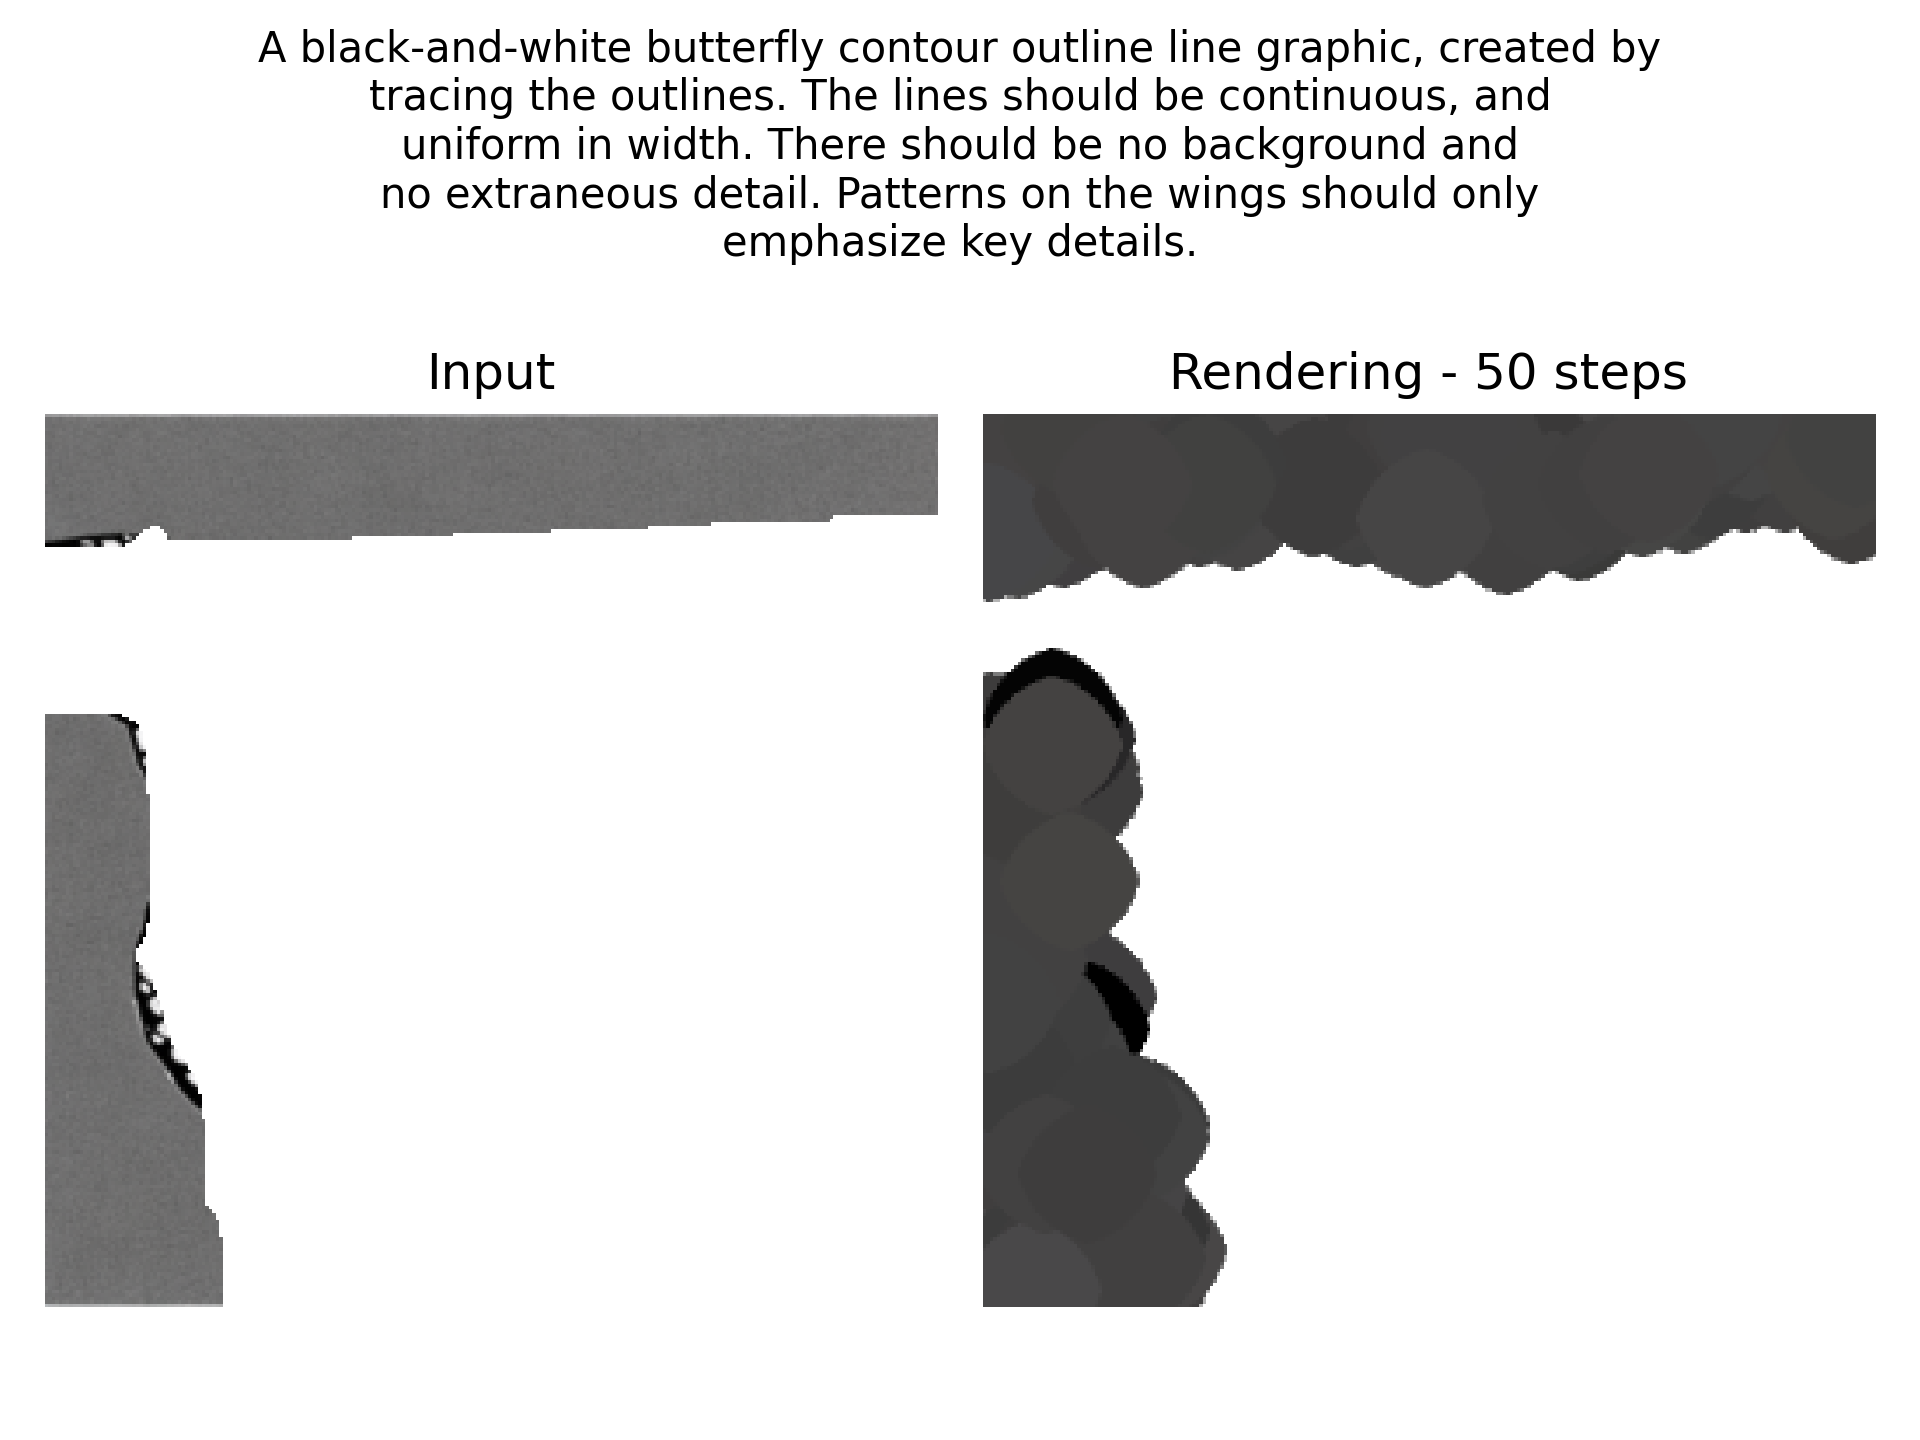 A black-and-white butterfly contour outline line graphic, created by
tracing the outlines. The lines should be continuous, and
uniform in width. There should be no background and
no extraneous detail. Patterns on the wings should only
emphasize key details.
Input
Rendering - 50 steps